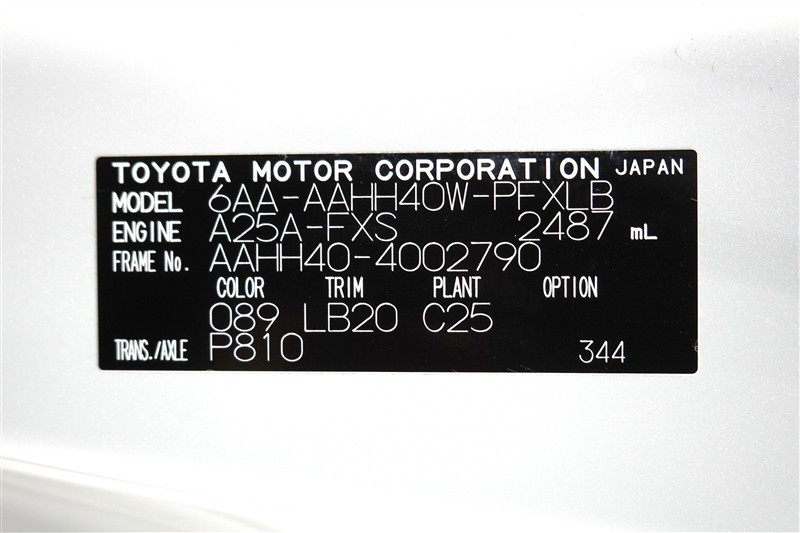 TOYOTA MOTOR CORPORATION JAPAN
MODEL 6AA-AAHH40W-PFXLB
ENGINE A25A-FXS 2487 mL
FRAME No. AAHH40-4002790
COLOR TRIM PLANT OPTION
089 LB20 C25
TRANS./AXLE P810 344